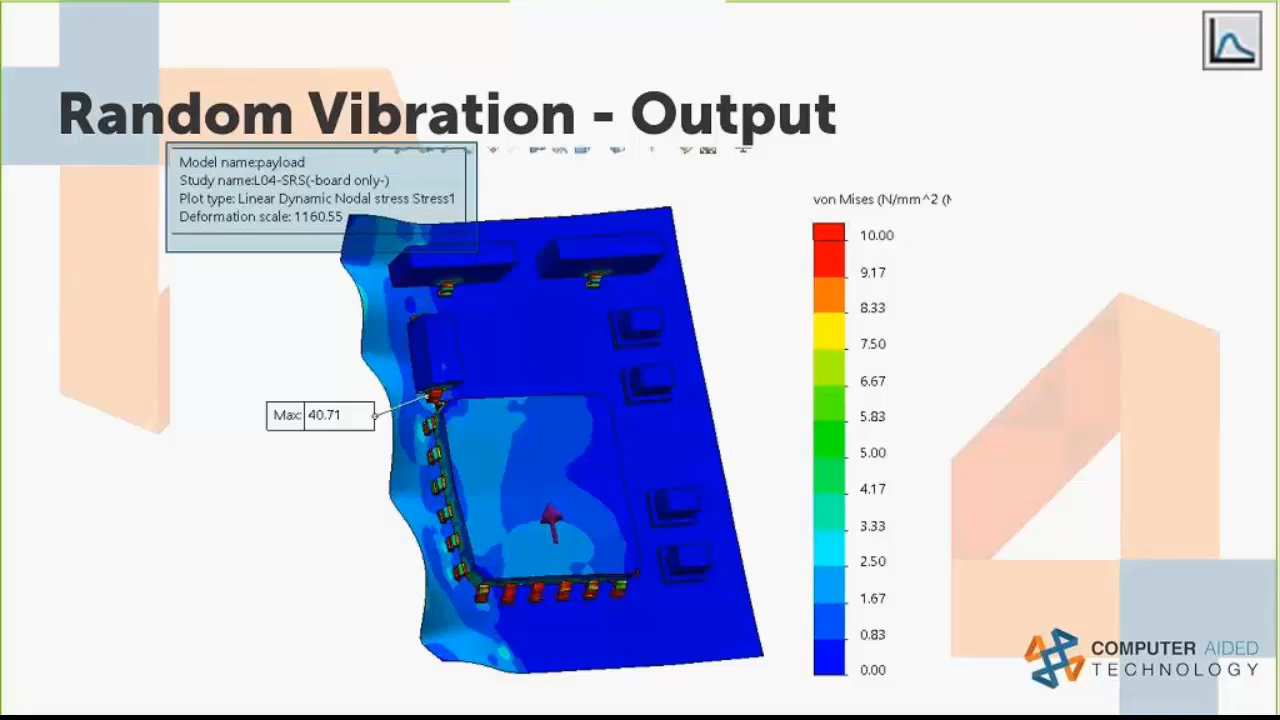 Random Vibration - Output
Model name:payload
Study name:L04-SRS(-board only-)
Plot type: Linear Dynamic Nodal stress Stress1
Deformation scale: 1160.55
von Mises (N/mm^2 (M
10.00
9.17
8.33
7.50
6.67
5.83
5.00
4.17
3.33
2.50
1.67
0.83
0.00
Max: 40.71
COMPUTER AIDED
TECHNOLOGY